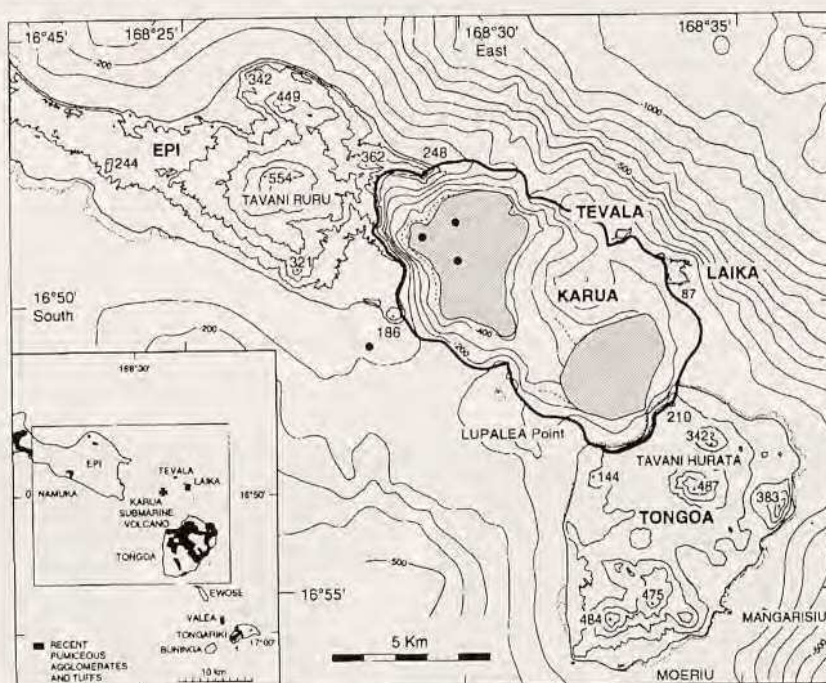 16°45
168°25
168°30
East
168°35
200
342
449
1000
EPI
362
248
500
244
554
TAVANI RURU
TEVALA
LAIKA
321
KARUA
87
16°50
South
186
400
200
200
210
168°30'
LUPALEA Point
342
TAVANI HURATA
144
487
383
EPI
TEVALA
LAIKA
16°50
NAMUKA
KARUA
SUBMARINE
VOLCANO
TONGOA
TONGOA
500
16°55
EWOSE
475
VALEA
484
MANGARISIU
TONGARIKI
17°00
5 Km
BUNINGA
RECENT
PUMICEOUS
AGGLOMERATES
AND TUFFS
10 km
MOERIU
500